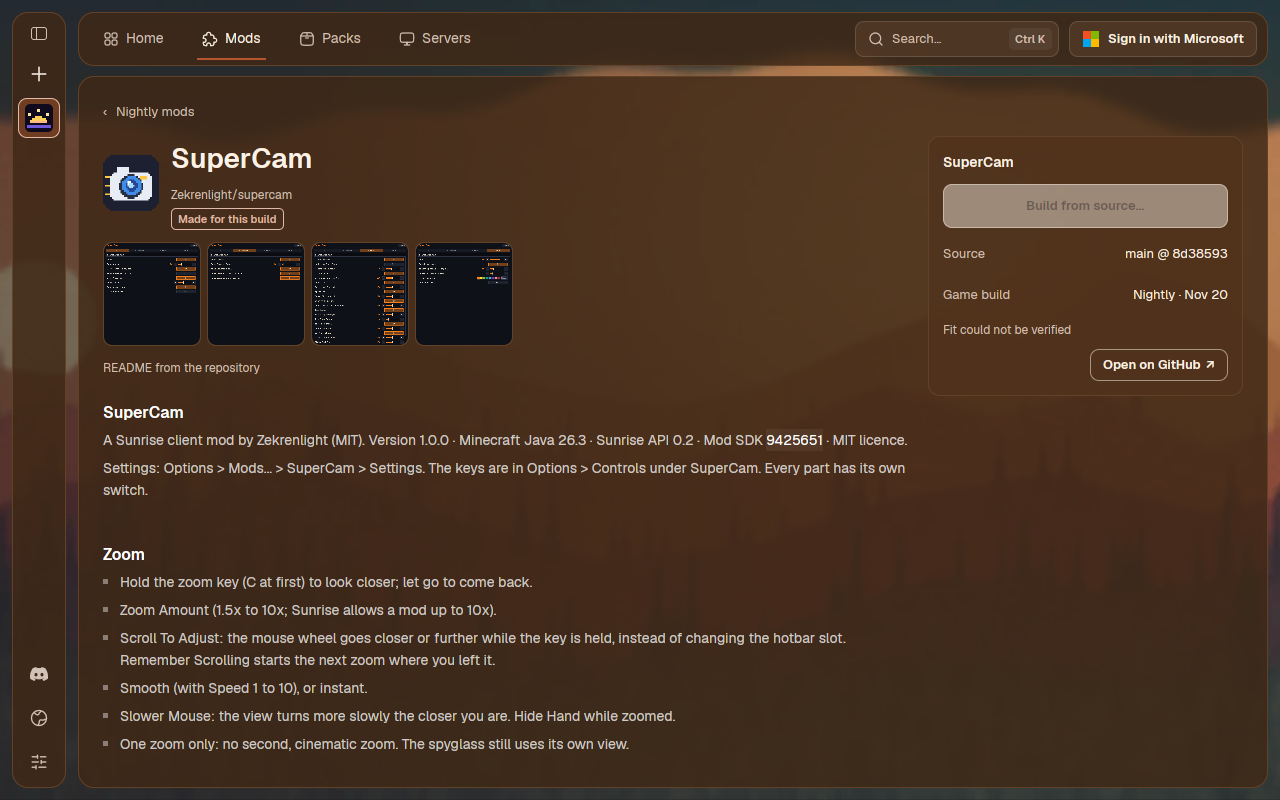 Home
Mods
Packs
Servers
Search...
Ctrl K
Sign in with Microsoft
‹ Nightly mods
SuperCam
Zekrenlight/supercam
Made for this build
README from the repository
SuperCam
A Sunrise client mod by Zekrenlight (MIT). Version 1.0.0 · Minecraft Java 26.3 · Sunrise API 0.2 · Mod SDK 9425651 · MIT licence.
Settings: Options > Mods... > SuperCam > Settings. The keys are in Options > Controls under SuperCam. Every part has its own
switch.
Zoom
Hold the zoom key (C at first) to look closer; let go to come back.
Zoom Amount (1.5x to 10x; Sunrise allows a mod up to 10x).
Scroll To Adjust: the mouse wheel goes closer or further while the key is held, instead of changing the hotbar slot.
Remember Scrolling starts the next zoom where you left it.
Smooth (with Speed 1 to 10), or instant.
Slower Mouse: the view turns more slowly the closer you are. Hide Hand while zoomed.
One zoom only: no second, cinematic zoom. The spyglass still uses its own view.
SuperCam
Build from source...
Source main @ 8d38593
Game build Nightly · Nov 20
Fit could not be verified
Open on GitHub ↗